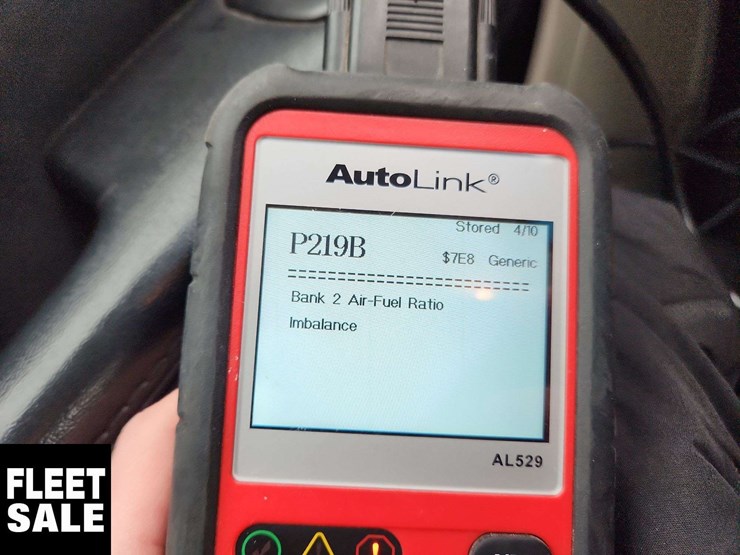 AutoLink®
Stored 4/10
P219B
$7E8 Generic
==============================
Bank 2 Air-Fuel Ratio
Imbalance
AL529
FLEET
SALE